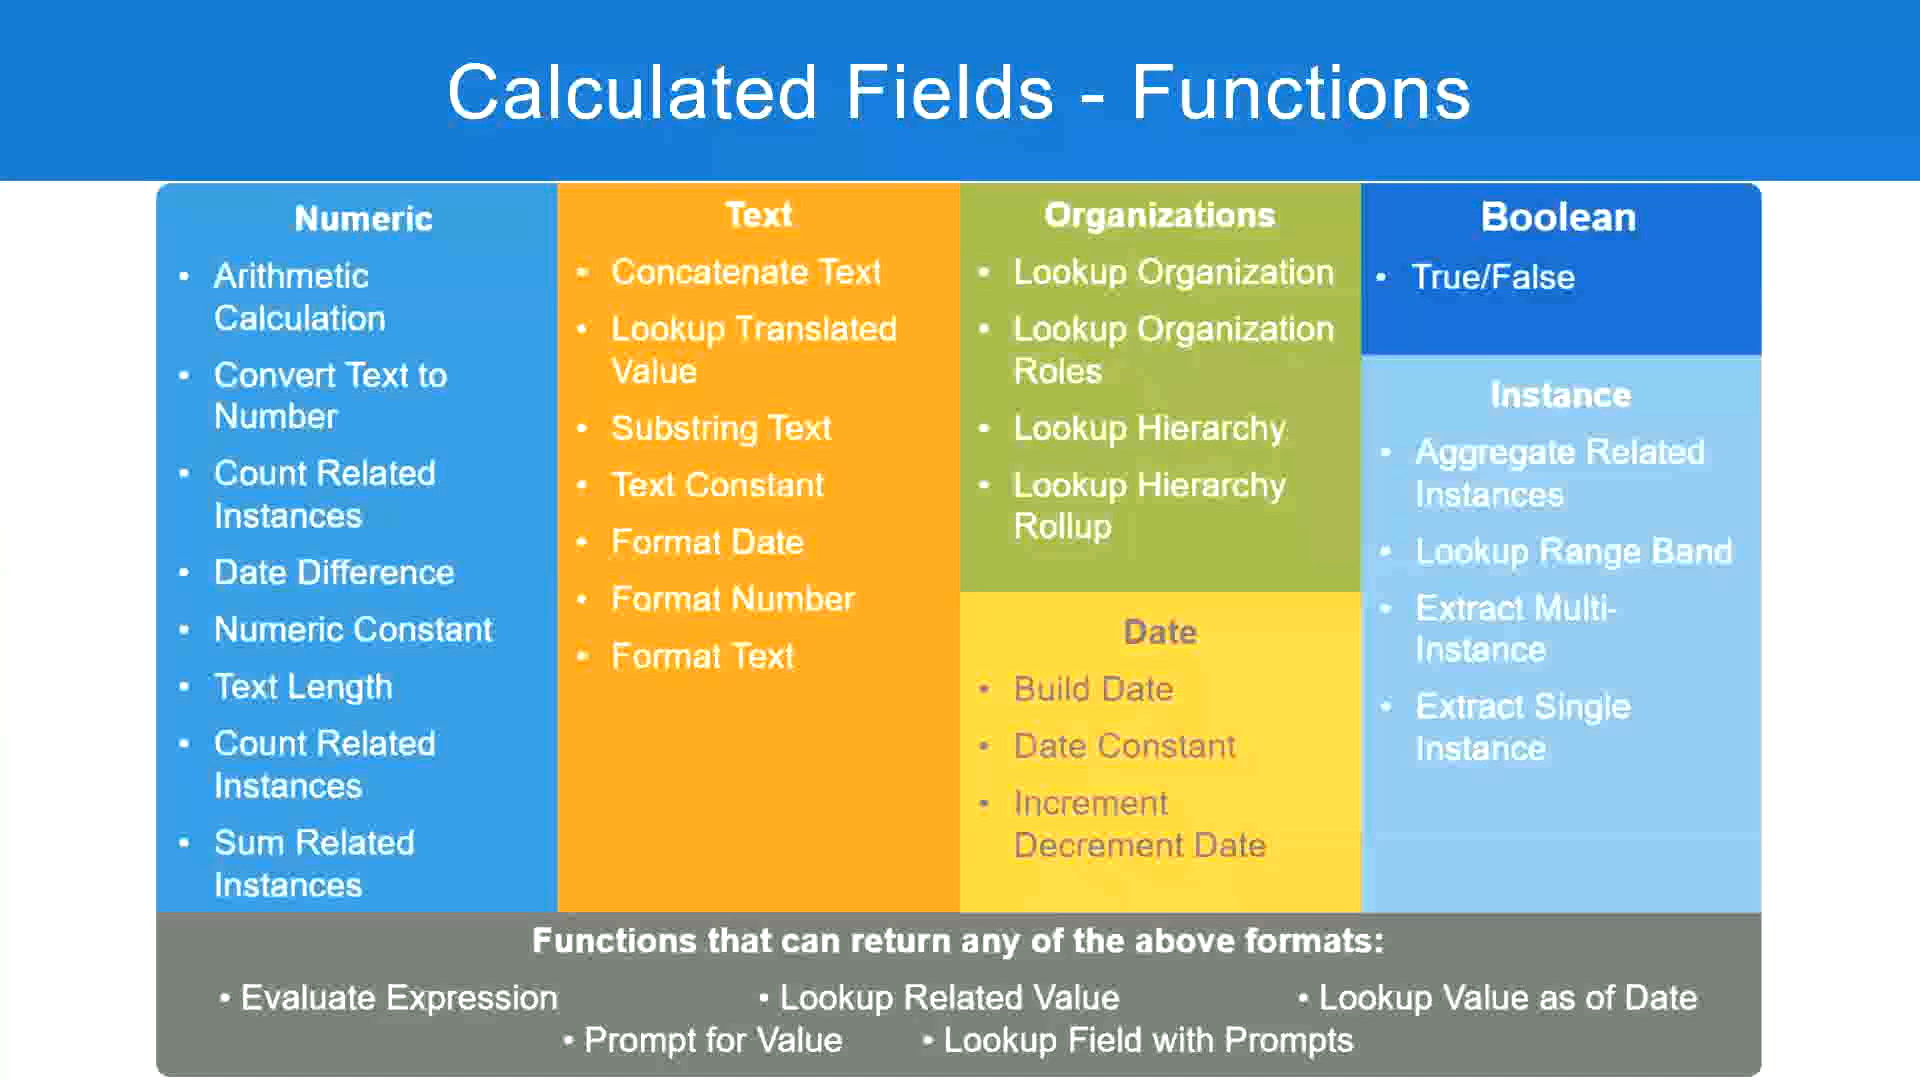 Calculated Fields - Functions
Numeric
• Arithmetic
Calculation
• Convert Text to
Number
• Count Related
Instances
• Date Difference
• Numeric Constant
• Text Length
• Count Related
Instances
• Sum Related
Instances
Text
• Concatenate Text
• Lookup Translated
Value
• Substring Text
• Text Constant
• Format Date
• Format Number
• Format Text
Organizations
• Lookup Organization
• Lookup Organization
Roles
• Lookup Hierarchy
• Lookup Hierarchy
Rollup
Date
• Build Date
• Date Constant
• Increment
Decrement Date
Boolean
• True/False
Instance
• Aggregate Related
Instances
• Lookup Range Band
• Extract Multi-
Instance
• Extract Single
Instance
Functions that can return any of the above formats:
• Evaluate Expression • Lookup Related Value • Lookup Value as of Date
• Prompt for Value • Lookup Field with Prompts